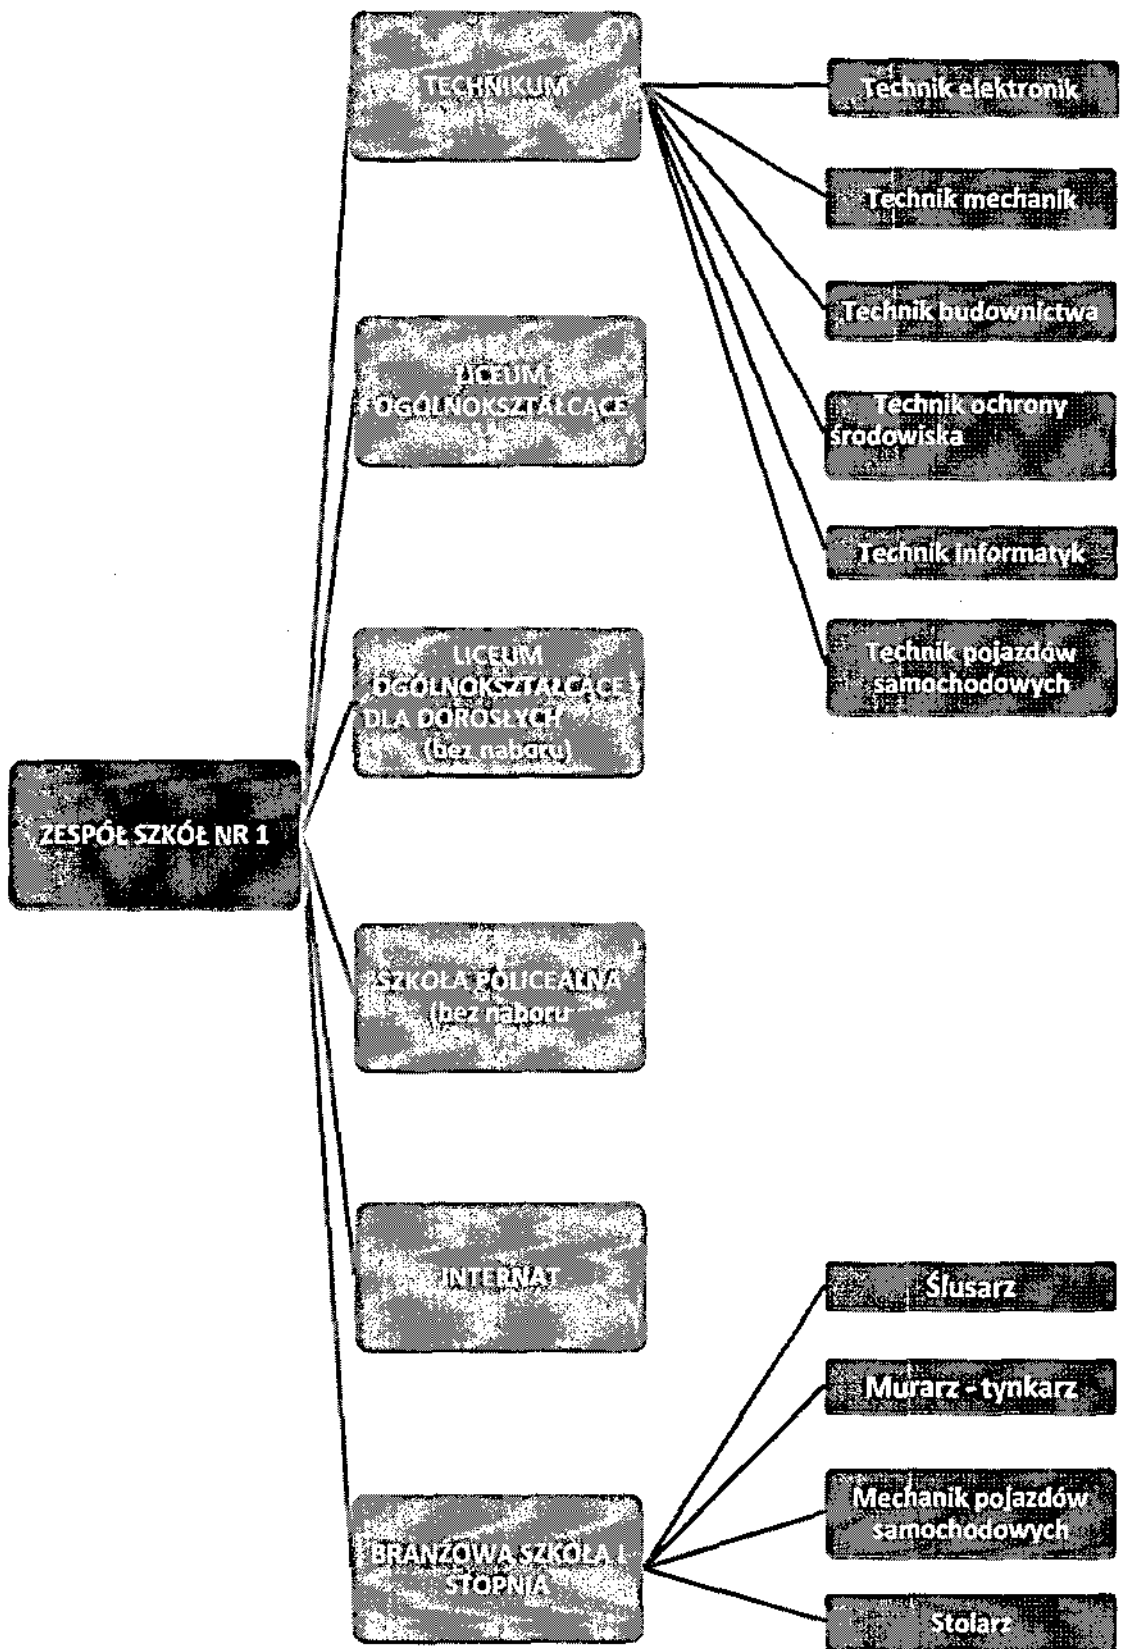 TECHNIKUM
Technik elektronik
Technik mechanik
Technik budownictwa
Technik ochrony
środowiska
Technik informatyk
Technik pojazdów
samochodowych
LICEUM
OGÓLNOKSZTAŁCĄCE
LICEUM
OGÓLNOKSZTAŁCĄCE
DLA DOROSŁYCH
(bez naboru)
ZESPÓŁ SZKÓŁ NR 1
SZKOŁA POLICEALNA
(bez naboru
INTERNAT
BRANŻOWA SZKOŁA I
STOPNIA
Ślusarz
Murarz - tynkarz
Mechanik pojazdów
samochodowych
Stolarz